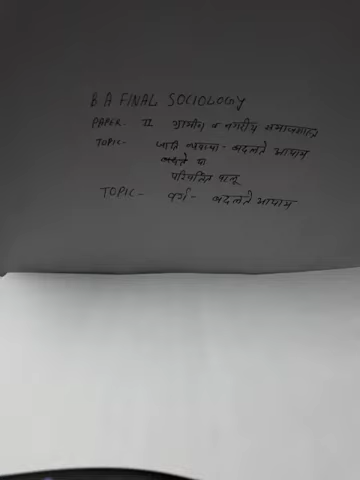 B A FINAL SOCIOLOGY
PAPER- II ग्रामीण व नगरीय समाजशास्त्र
TOPIC- जाति व्यवस्था - बदलते आयाम
या
परिवर्तित पहलू
TOPIC- वर्ग - बदलते आयाम